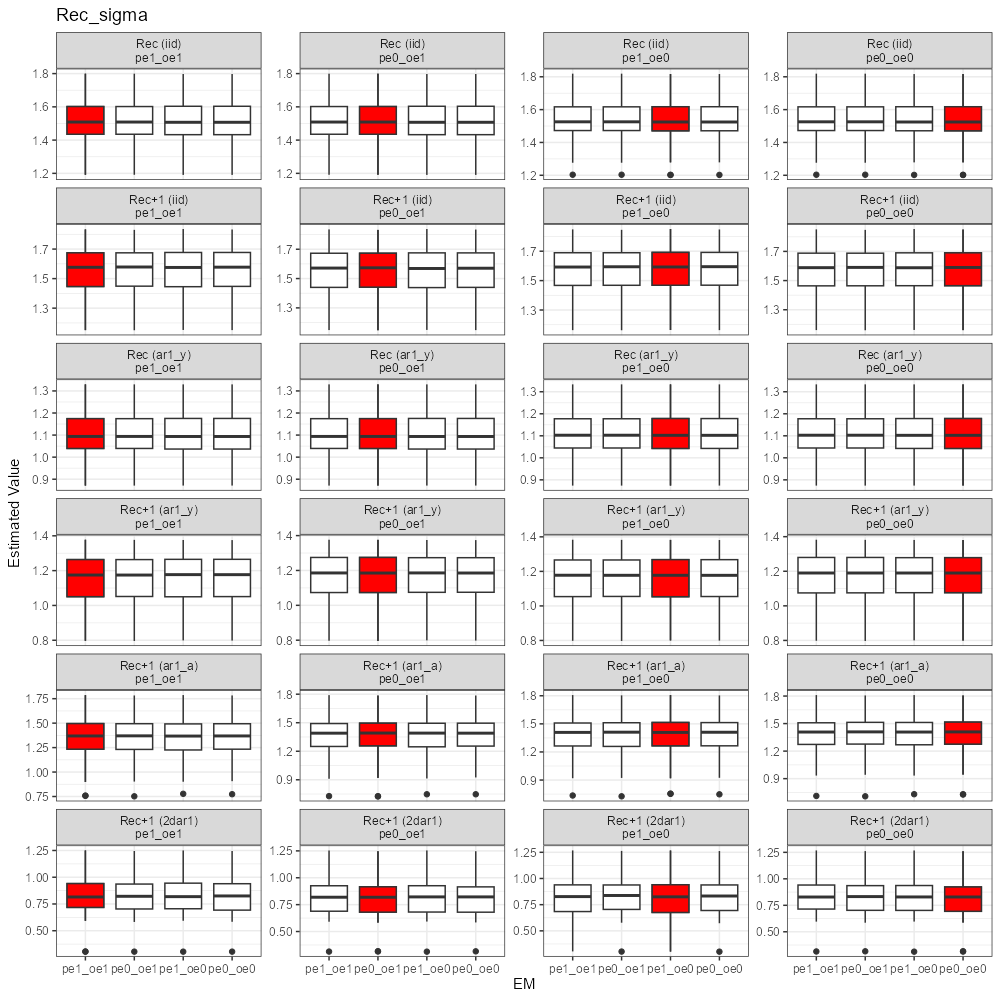 Rec_sigma
Rec (iid) Rec (iid) Rec (iid) Rec (iid)
pe1_oe1 pe0_oe1 pe1_oe0 pe0_oe0
1.8 1.8 1.8 1.8
1.6 1.6 1.6 1.6
1.4 1.4 1.4 1.4
1.2 1.2 1.2 1.2
Rec+1 (iid) Rec+1 (iid) Rec+1 (iid) Rec+1 (iid)
pe1_oe1 pe0_oe1 pe1_oe0 pe0_oe0
1.7 1.7 1.7 1.7
1.5 1.5 1.5 1.5
1.3 1.3 1.3 1.3
Rec (ar1_y) Rec (ar1_y) Rec (ar1_y) Rec (ar1_y)
pe1_oe1 pe0_oe1 pe1_oe0 pe0_oe0
1.3 1.3 1.3 1.3
1.2 1.2 1.2 1.2
1.1 1.1 1.1 1.1
1.0 1.0 1.0 1.0
0.9 0.9 0.9 0.9
Estimated Value
Rec+1 (ar1_y) Rec+1 (ar1_y) Rec+1 (ar1_y) Rec+1 (ar1_y)
pe1_oe1 pe0_oe1 pe1_oe0 pe0_oe0
1.4 1.4 1.4 1.4
1.2 1.2 1.2 1.2
1.0 1.0 1.0 1.0
0.8 0.8 0.8 0.8
Rec+1 (ar1_a) Rec+1 (ar1_a) Rec+1 (ar1_a) Rec+1 (ar1_a)
pe1_oe1 pe0_oe1 pe1_oe0 pe0_oe0
1.75 1.8 1.8 1.8
1.50 1.5 1.5 1.5
1.25 1.2 1.2 1.2
1.00 0.9 0.9 0.9
0.75
Rec+1 (2dar1) Rec+1 (2dar1) Rec+1 (2dar1) Rec+1 (2dar1)
pe1_oe1 pe0_oe1 pe1_oe0 pe0_oe0
1.25 1.25 1.25 1.25
1.00 1.00 1.00 1.00
0.75 0.75 0.75 0.75
0.50 0.50 0.50 0.50
pe1_oe1 pe0_oe1 pe1_oe0 pe0_oe0 pe1_oe1 pe0_oe1 pe1_oe0 pe0_oe0 pe1_oe1 pe0_oe1 pe1_oe0 pe0_oe0 pe1_oe1 pe0_oe1 pe1_oe0 pe0_oe0
EM